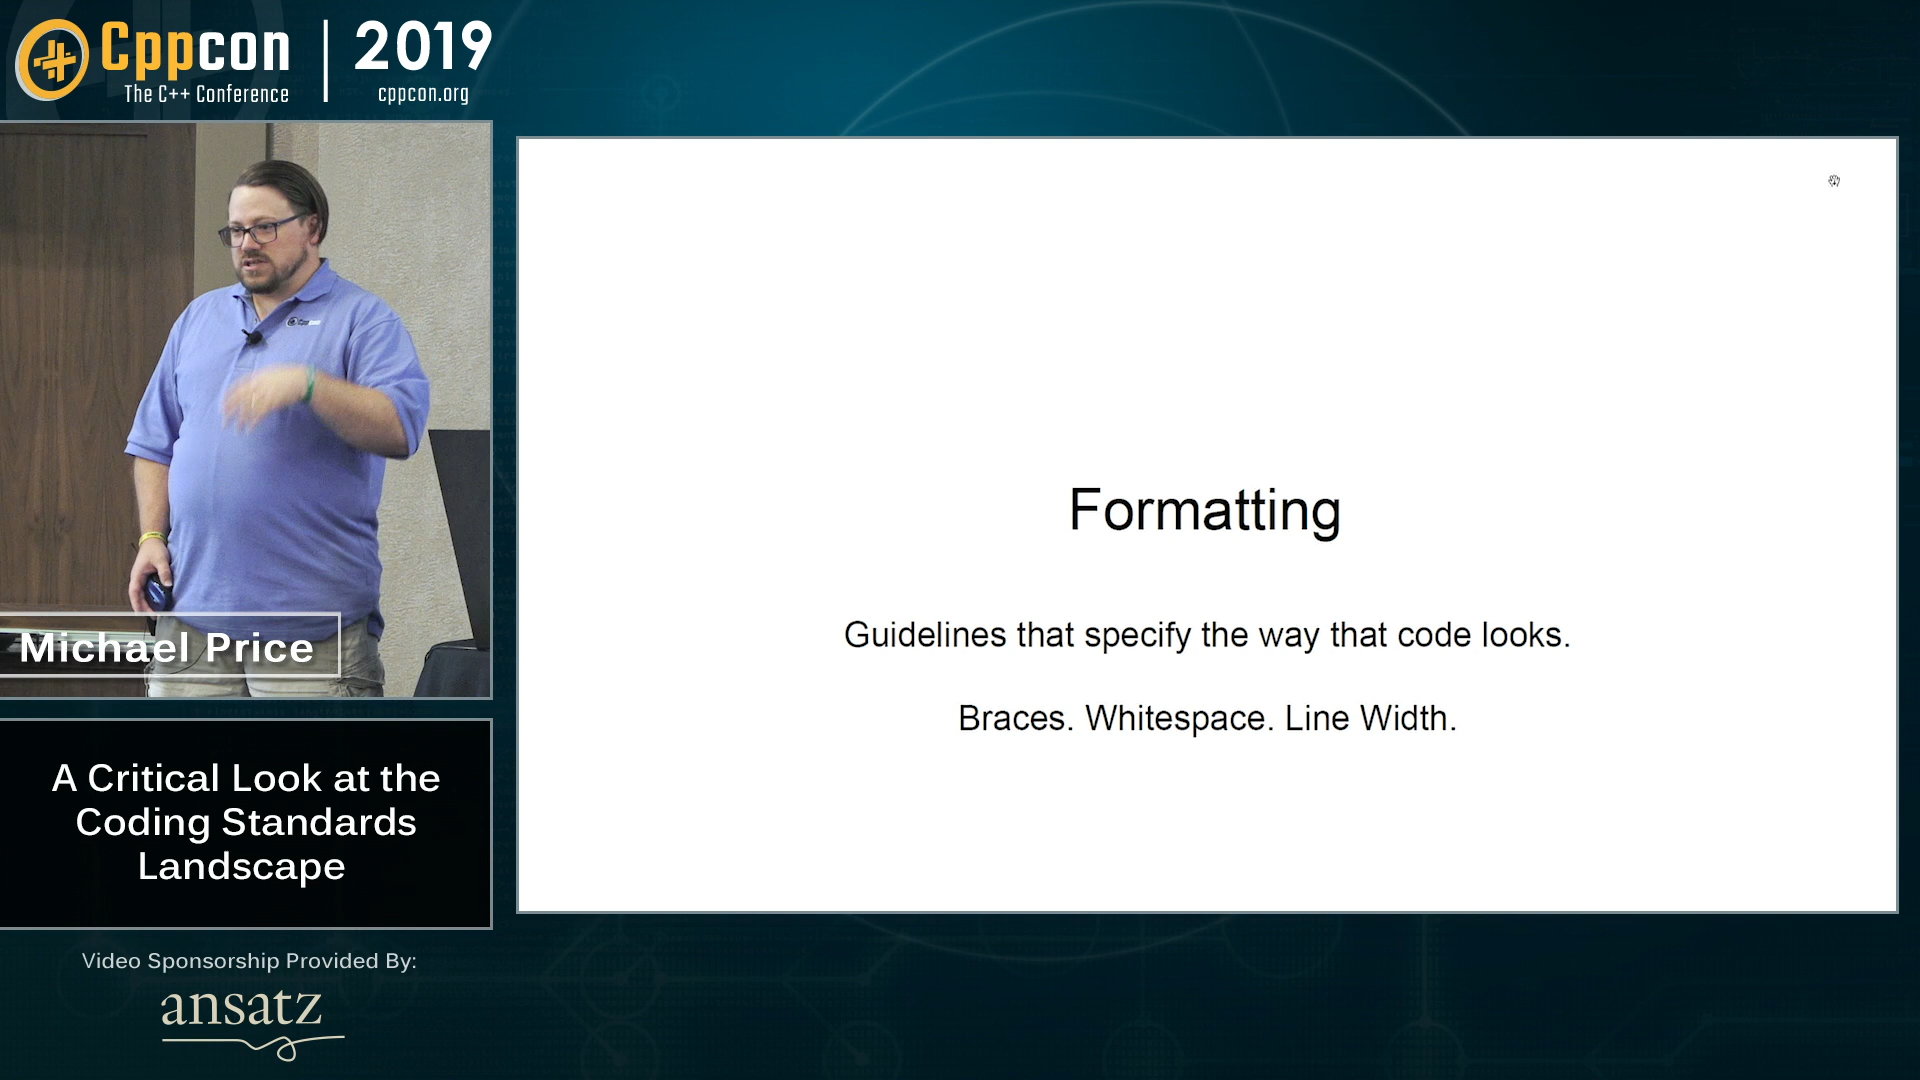 Cppcon
The C++ Conference
2019
cppcon.org
Michael Price
A Critical Look at the
Coding Standards
Landscape
Video Sponsorship Provided By:
ansatz
Formatting
Guidelines that specify the way that code looks.
Braces. Whitespace. Line Width.